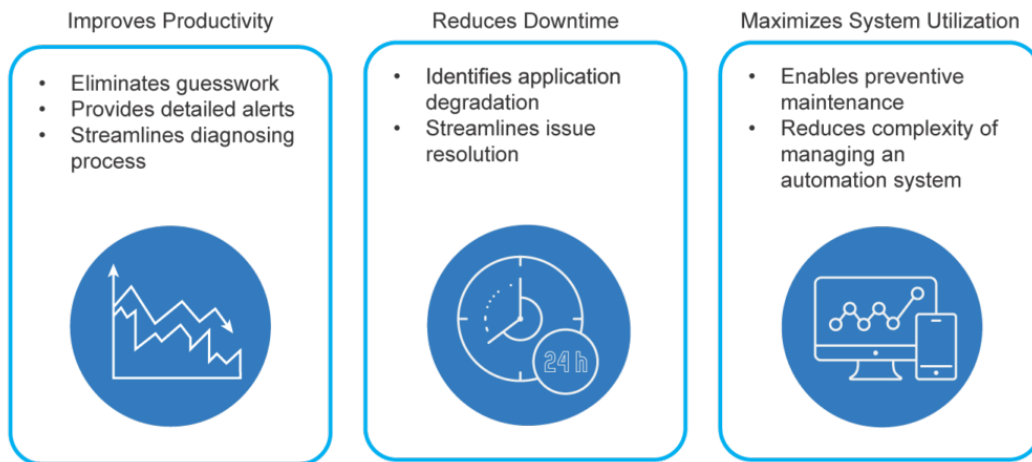 Improves Productivity
• Eliminates guesswork
• Provides detailed alerts
• Streamlines diagnosing
process
Reduces Downtime
• Identifies application
degradation
• Streamlines issue
resolution
24 h
Maximizes System Utilization
• Enables preventive
maintenance
• Reduces complexity of
managing an
automation system